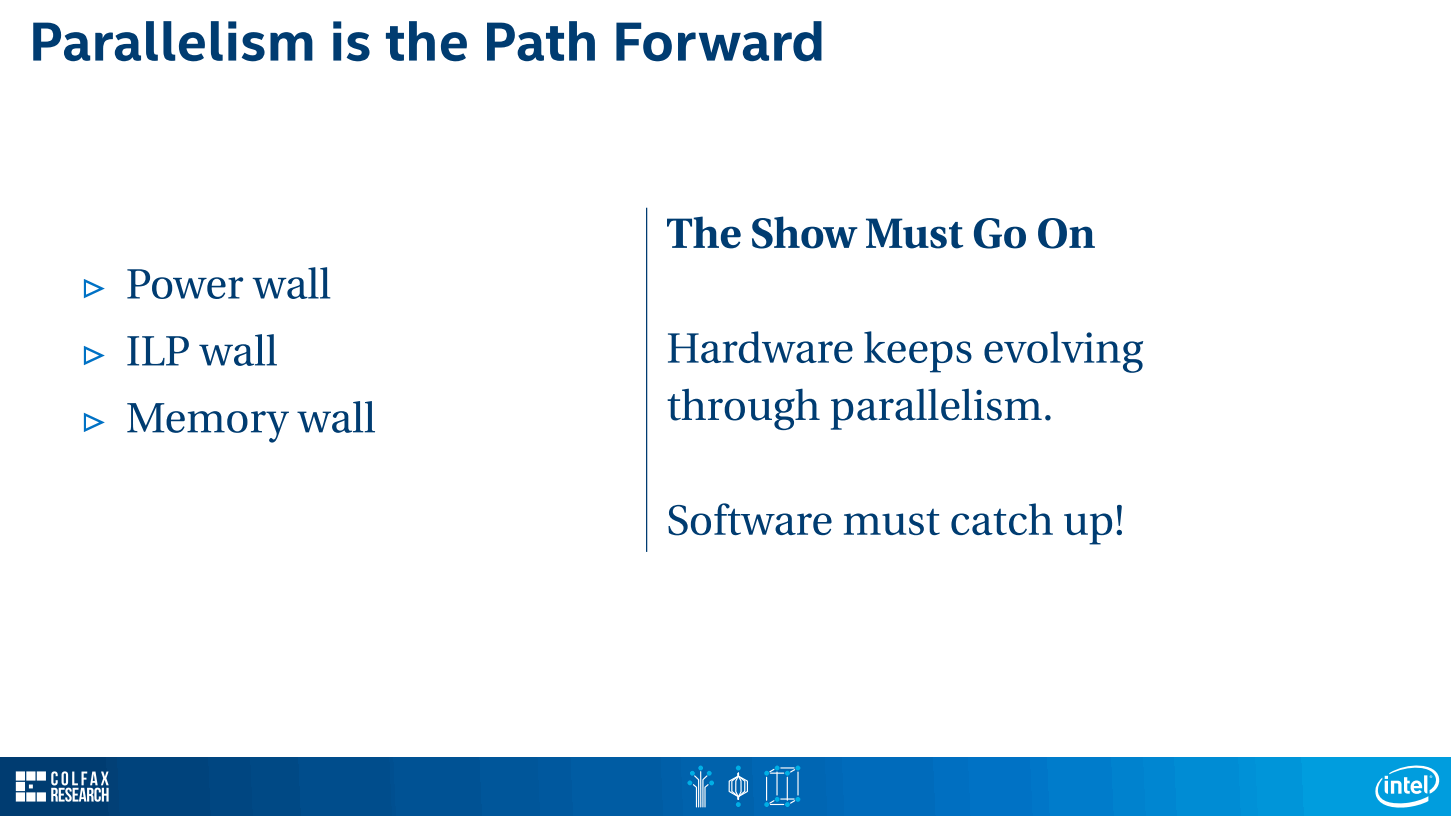 Parallelism is the Path Forward
Power wall
ILP wall
Memory wall
The Show Must Go On
Hardware keeps evolving
through parallelism.
Software must catch up!
COLFAX
RESEARCH
intel